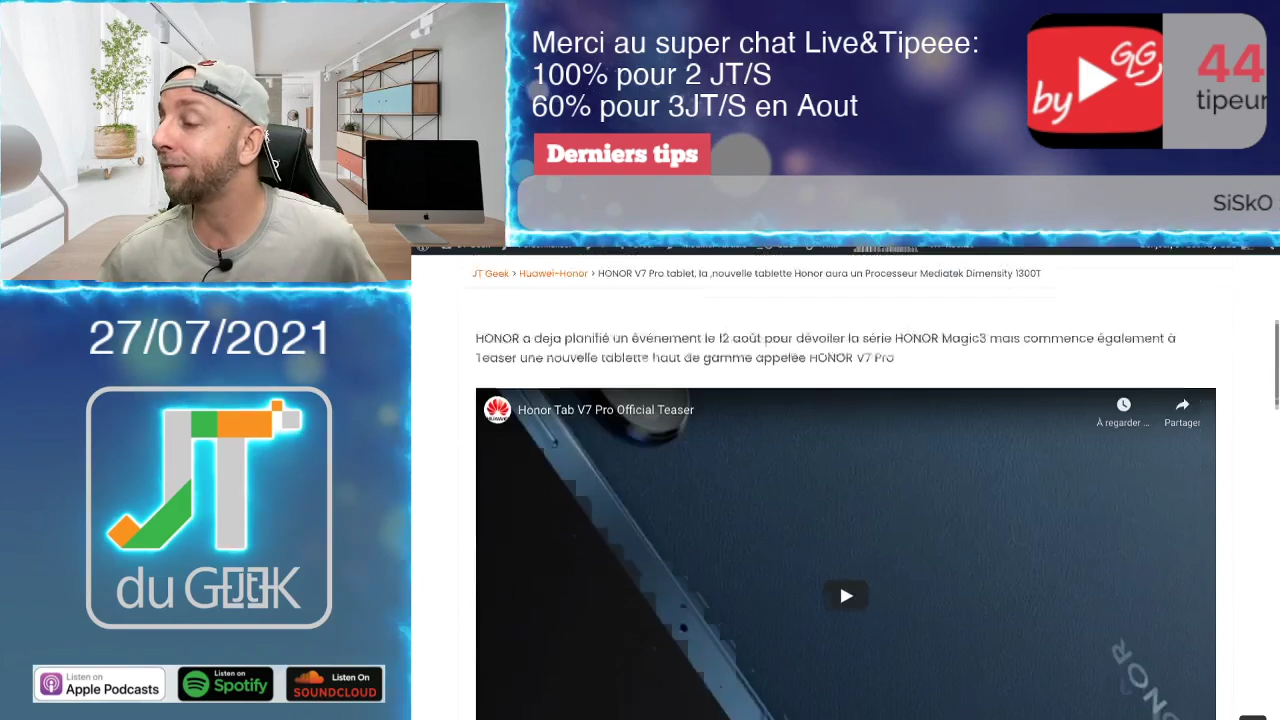 Merci au super chat Live&Tipeee:
100% pour 2 JT/S
60% pour 3JT/S en Aout
Derniers tips
SiSkO
by GLG
44
tipeur
27/07/2021
JT
du GEEK
Listen on
Apple Podcasts
Listen on
Spotify
Listen On
SOUNDCLOUD
JT Geek > Huawei-Honor > HONOR V7 Pro tablet, la ,nouvelle tablette Honor aura un Processeur Mediatek Dimensity 1300T
HONOR a deja planifié un événement le 12 août pour dévoiler la série HONOR Magic3 mais commence également à
Teaser une nouvelle tablette haut de gamme appelée HONOR V7 Pro
HUAWEI
Honor Tab V7 Pro Official Teaser
À regarder ...
Partager
HONOR